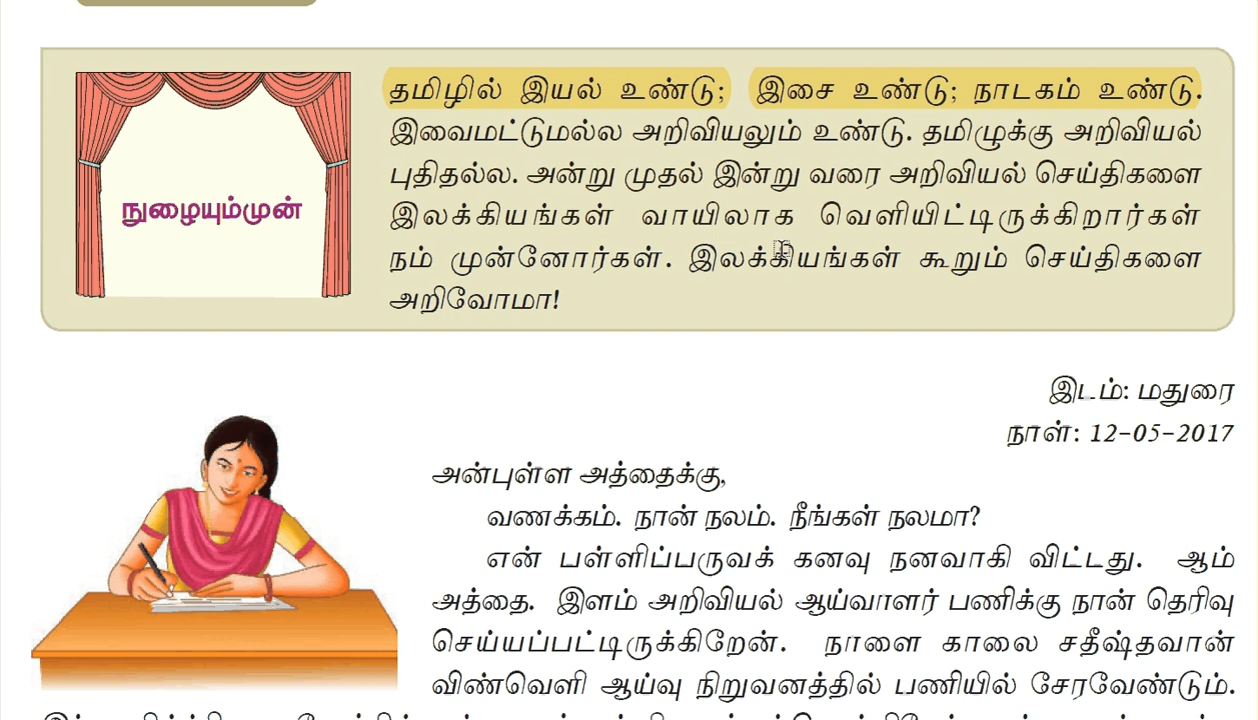 நுழையும்முன்
தமிழில் இயல் உண்டு; இசை உண்டு; நாடகம் உண்டு.
இவைமட்டுமல்ல அறிவியலும் உண்டு. தமிழுக்கு அறிவியல்
புதிதல்ல. அன்று முதல் இன்று வரை அறிவியல் செய்திகளை
இலக்கியங்கள் வாயிலாக வெளியிட்டிருக்கிறார்கள்
நம் முன்னோர்கள். இலக்கியங்கள் கூறும் செய்திகளை
அறிவோமா!
இடம்: மதுரை
நாள்: 12-05-2017
அன்புள்ள அத்தைக்கு,
வணக்கம். நான் நலம். நீங்கள் நலமா?
என் பள்ளிப்பருவக் கனவு நனவாகி விட்டது. ஆம்
அத்தை. இளம் அறிவியல் ஆய்வாளர் பணிக்கு நான் தெரிவு
செய்யப்பட்டிருக்கிறேன். நாளை காலை சதீஷ்தவான்
விண்வெளி ஆய்வு நிறுவனத்தில் பணியில் சேரவேண்டும்.